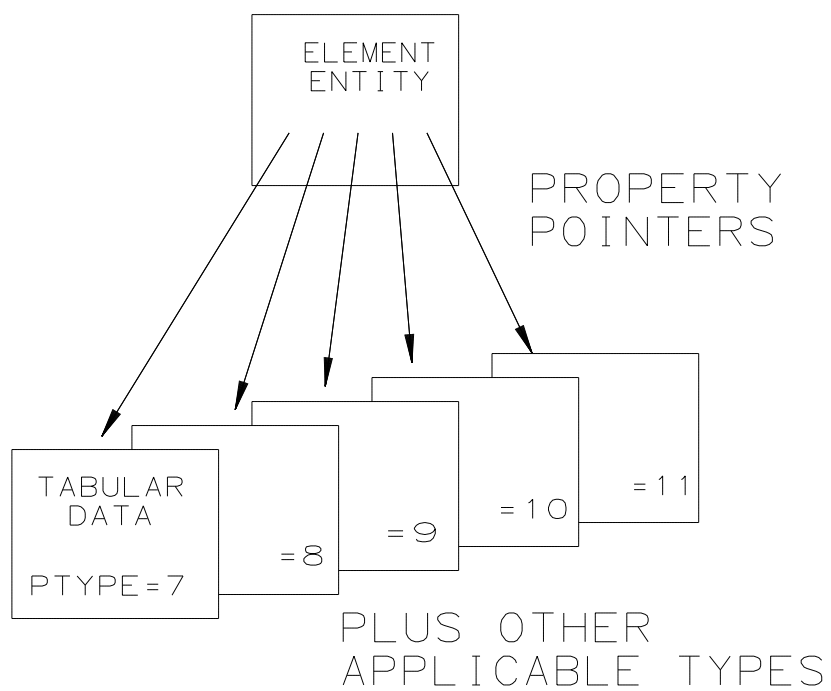 ELEMENT
ENTITY
PROPERTY
POINTERS
TABULAR
DATA
PTYPE=7
=8
=9
=10
=11
PLUS OTHER
APPLICABLE TYPES